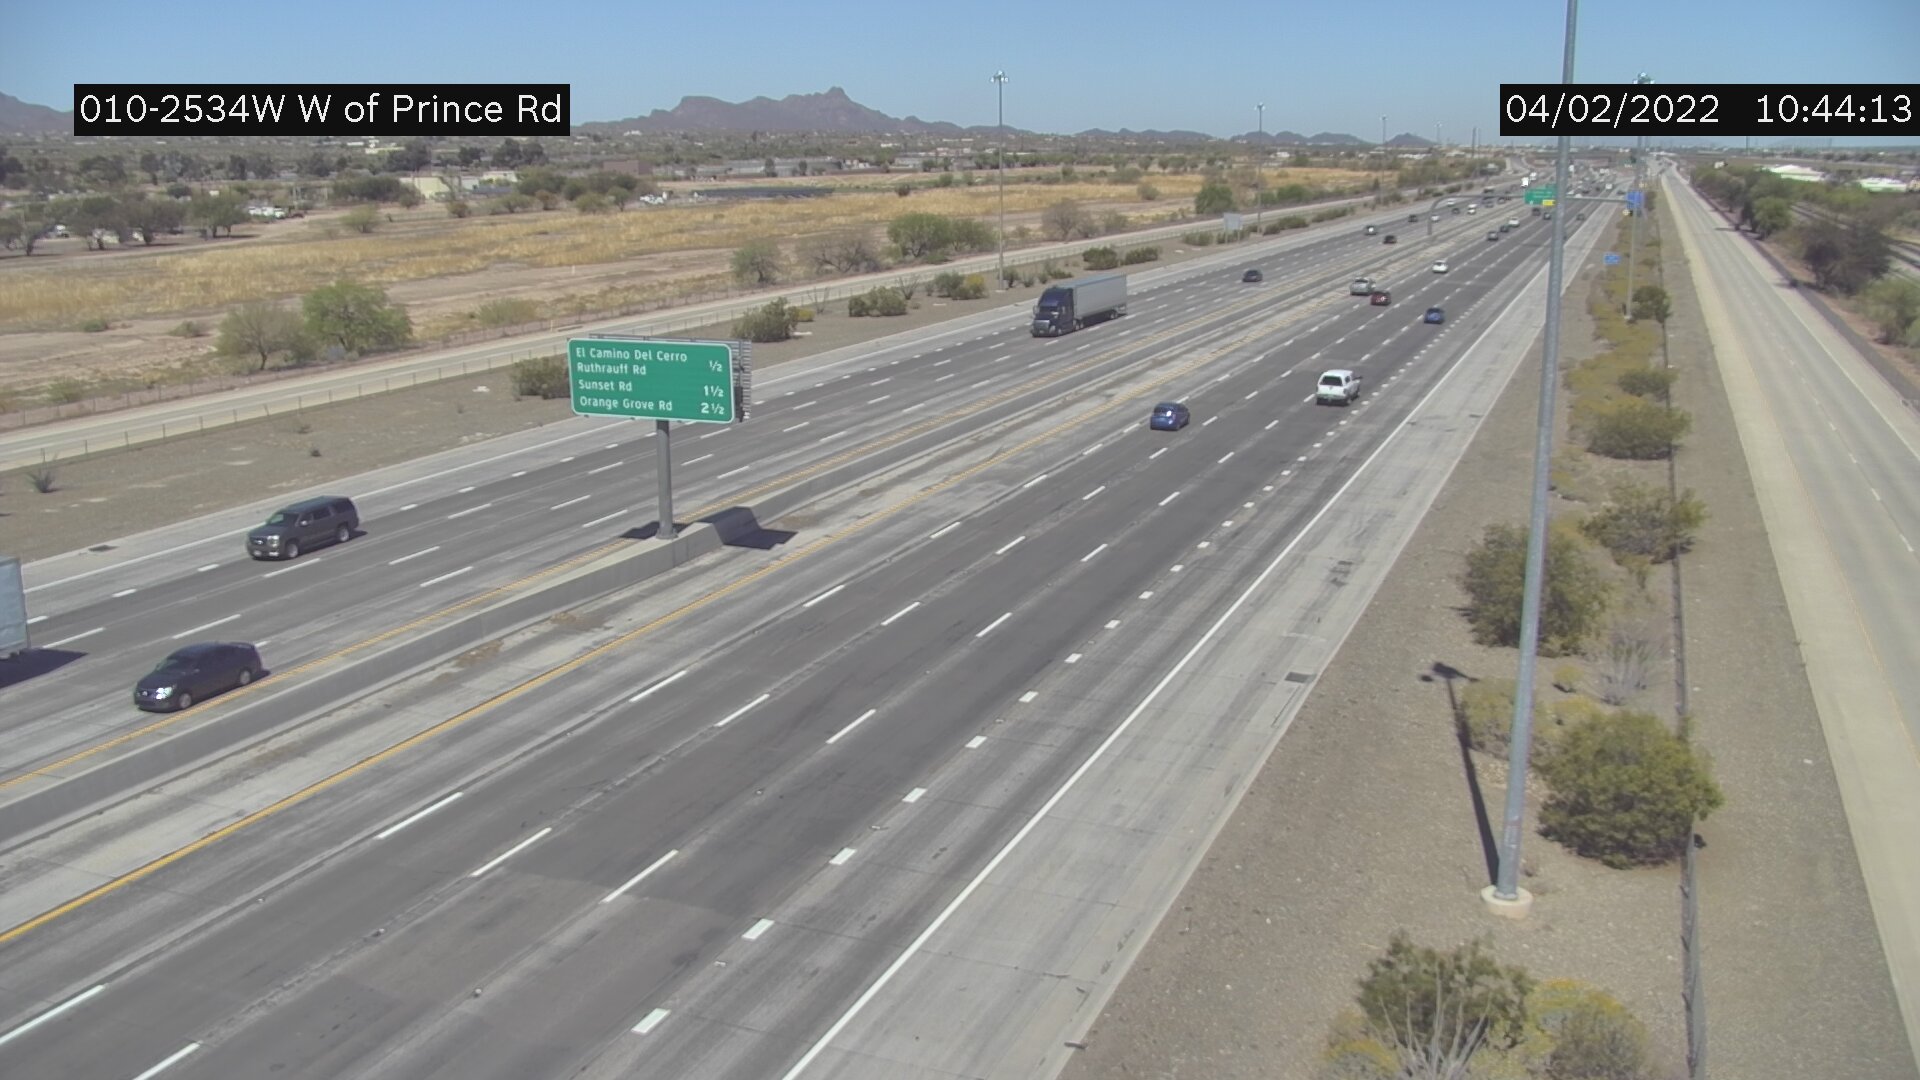 010-2534W W of Prince Rd
04/02/2022 10:44:13
El Camino Del Cerro
Ruthrauff Rd ½
Sunset Rd 1½
Orange Grove Rd 2½